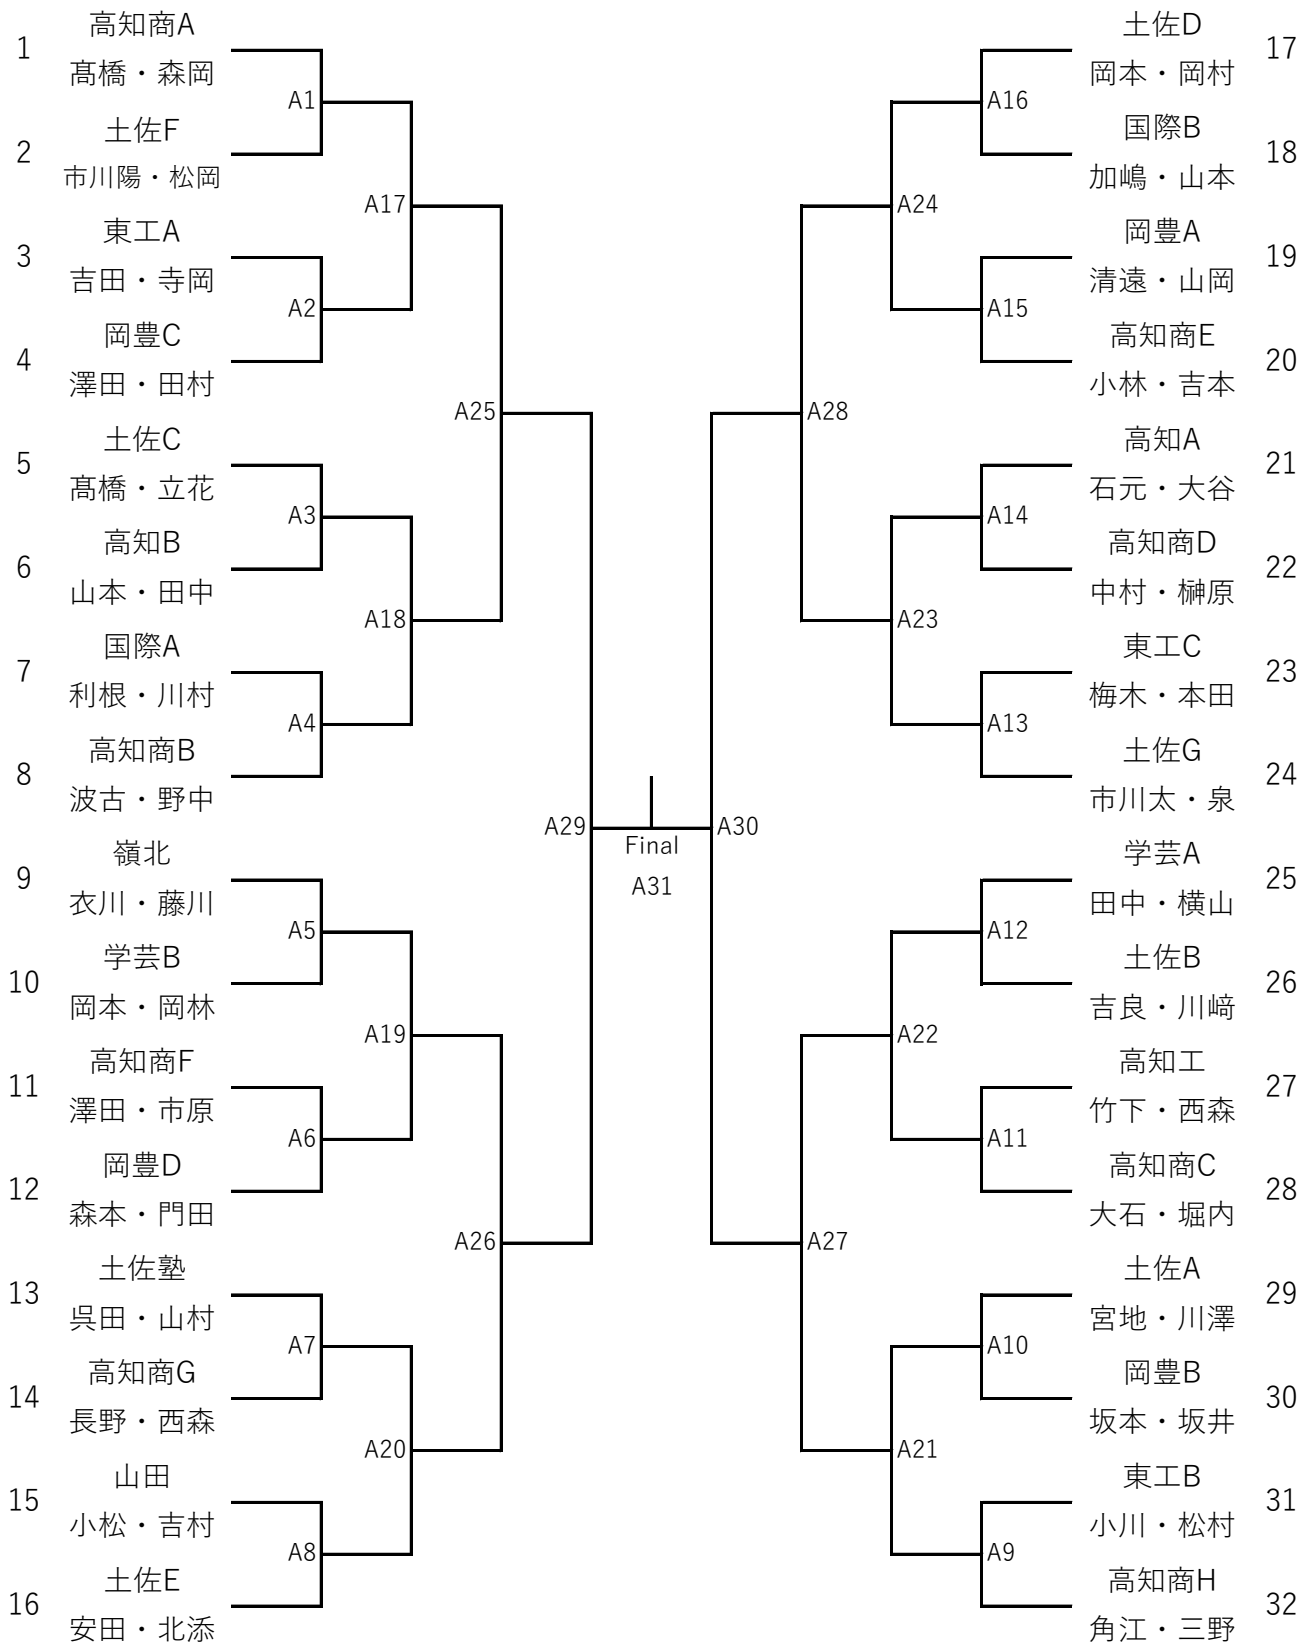 高知商A
1
髙橋・森岡
A1
土佐F
2
市川陽・松岡
A17
東工A
3
吉田・寺岡
A2
岡豊C
4
澤田・田村
A25
土佐C
5
髙橋・立花
A3
高知B
6
山本・田中
A18
国際A
7
利根・川村
A4
高知商B
8
波古・野中
A29
嶺北
9
衣川・藤川
A5
学芸B
10
岡本・岡林
A19
高知商F
11
澤田・市原
A6
岡豊D
12
森本・門田
A26
土佐塾
13
呉田・山村
A7
高知商G
14
長野・西森
A20
山田
15
小松・吉村
A8
土佐E
16
安田・北添
Final
A31
土佐D
17
岡本・岡村
A16
国際B
18
加嶋・山本
A24
岡豊A
19
清遠・山岡
A15
高知商E
20
小林・吉本
A28
高知A
21
石元・大谷
A14
高知商D
22
中村・榊原
A23
東工C
23
梅木・本田
A13
土佐G
24
市川太・泉
A30
学芸A
25
田中・横山
A12
土佐B
26
吉良・川﨑
A22
高知工
27
竹下・西森
A11
高知商C
28
大石・堀内
A27
土佐A
29
宮地・川澤
A10
岡豊B
30
坂本・坂井
A21
東工B
31
小川・松村
A9
高知商H
32
角江・三野